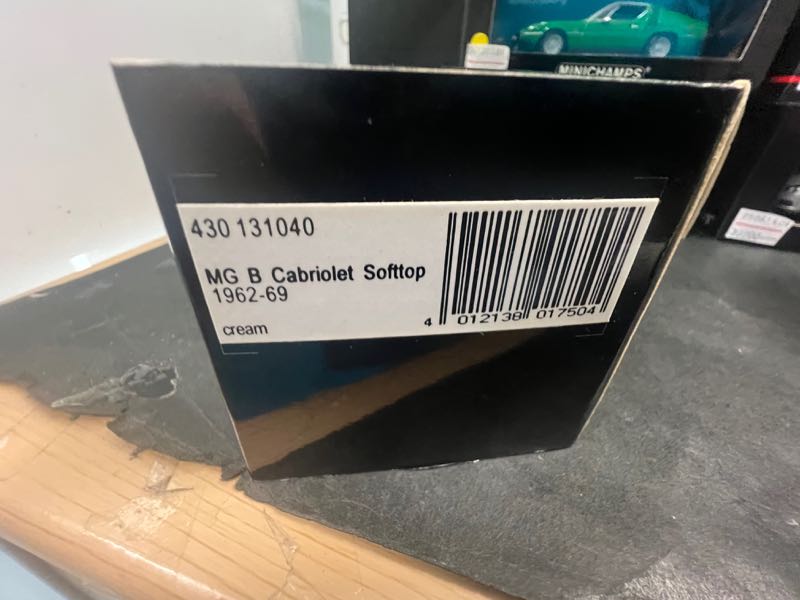 MINICHAMPS
430 131040
MG B Cabriolet Softtop
1962-69
cream
4 012138 017504